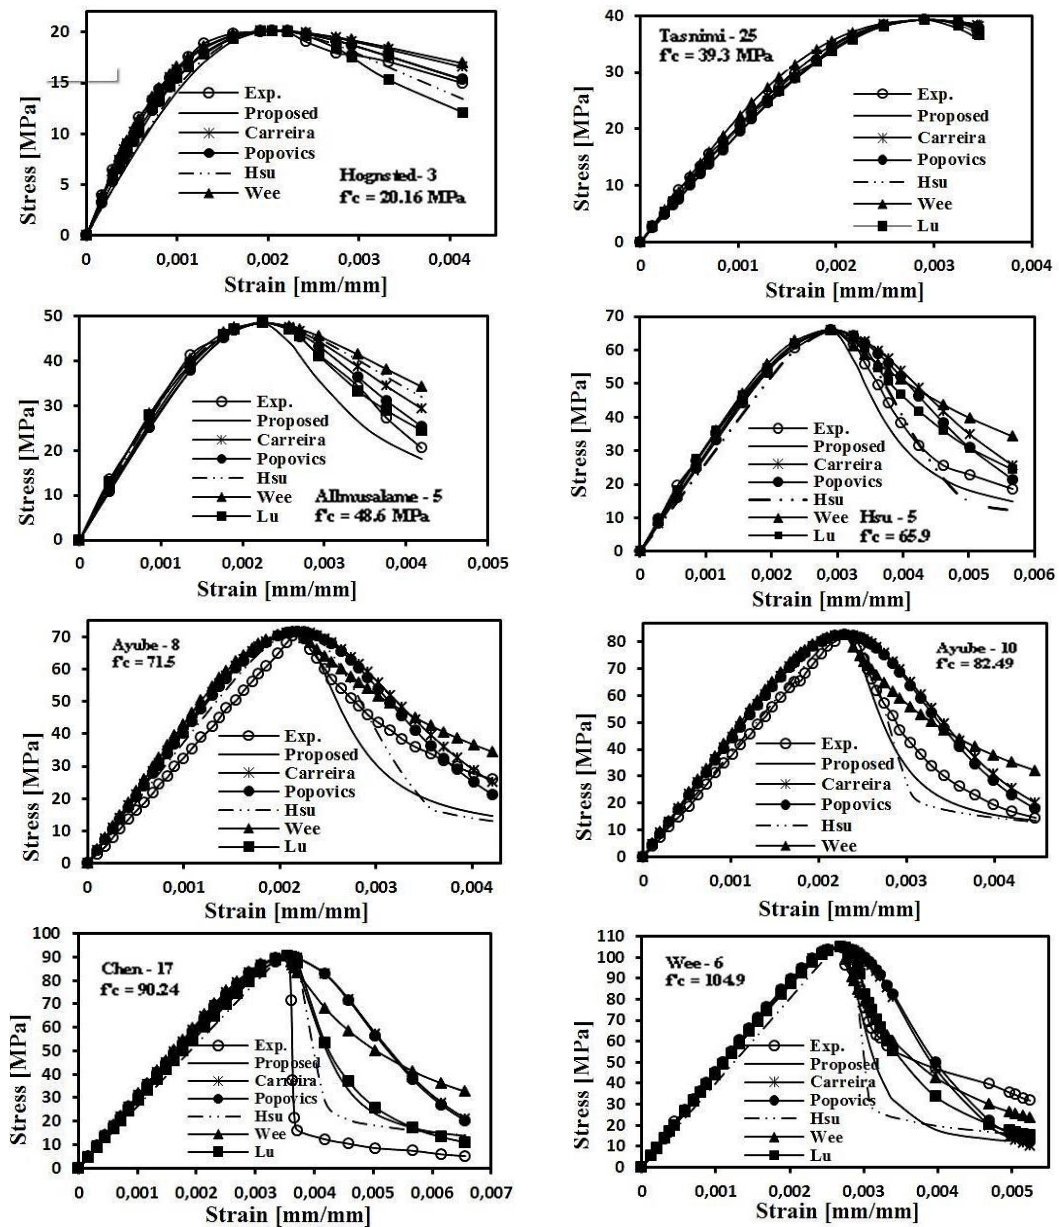 20
15
10
5
0
Stress [MPa]
Exp.
Proposed
Carreira
Popovics
Hsu
Wee
Hognsted - 3
f'c = 20.16 MPa
0 0,001 0,002 0,003 0,004
Strain [mm/mm]
40
30
20
10
0
Stress [MPa]
Tasnimi - 25
f'c = 39.3 MPa
Exp.
Proposed
Carreira
Popovics
Hsu
Wee
Lu
0 0,001 0,002 0,003 0,004
Strain [mm/mm]
50
40
30
20
10
0
Stress [MPa]
Exp.
Proposed
Carreira
Popovics
Hsu
Wee
Lu
Allmusalame - 5
f'c = 48.6 MPa
0 0,001 0,002 0,003 0,004 0,005
Strain [mm/mm]
70
60
50
40
30
20
10
0
Stress [MPa]
Exp.
Proposed
Carreira
Popovics
Hsu
Wee
Lu
Hsu - 5
f'c = 65.9
0 0,001 0,002 0,003 0,004 0,005 0,006
Strain [mm/mm]
70
60
50
40
30
20
10
0
Stress [MPa]
Ayube - 8
f'c = 71.5
Exp.
Proposed
Carreira
Popovics
Hsu
Wee
Lu
0 0,001 0,002 0,003 0,004
Strain [mm/mm]
80
70
60
50
40
30
20
10
0
Stress [MPa]
Ayube - 10
f'c = 82.49
Exp.
Proposed
Carreira
Popovics
Hsu
Wee
0 0,001 0,002 0,003 0,004
Strain [mm/mm]
100
90
80
70
60
50
40
30
20
10
0
Stress [MPa]
Chen - 17
f'c = 90.24
Exp.
Proposed
Carreira
Popovics
Hsu
Wee
Lu
0 0,001 0,002 0,003 0,004 0,005 0,006 0,007
Strain [mm/mm]
110
100
90
80
70
60
50
40
30
20
10
0
Stress [MPa]
Wee - 6
f'c = 104.9
Exp.
Proposed
Carreira
Popovics
Hsu
Wee
Lu
0 0,001 0,002 0,003 0,004 0,005
Strain [mm/mm]